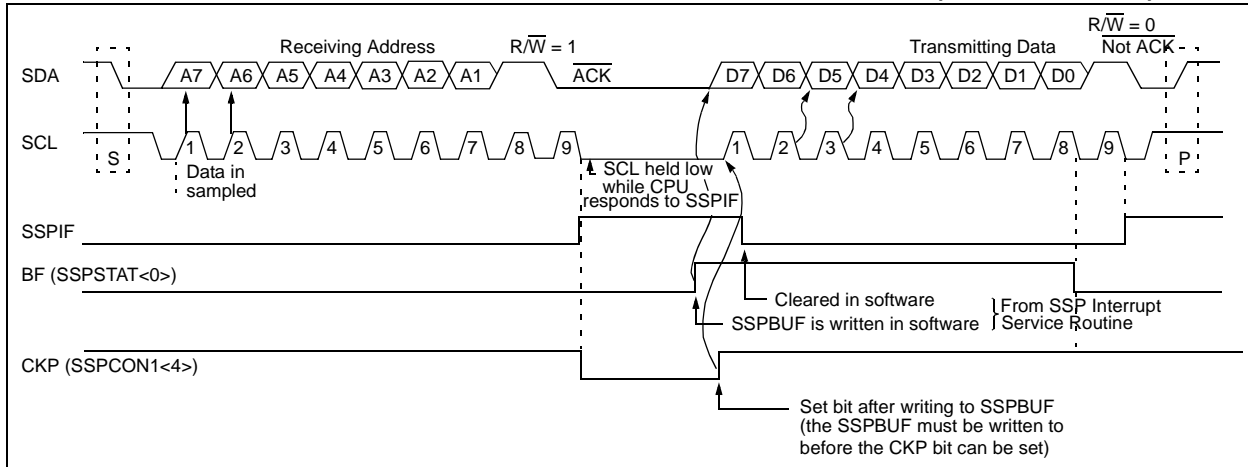 R/W = 0
Receiving Address R/W = 1 Transmitting Data Not ACK
SDA A7 A6 A5 A4 A3 A2 A1 ACK D7 D6 D5 D4 D3 D2 D1 D0
SCL 1 2 3 4 5 6 7 8 9 1 2 3 4 5 6 7 8 9
S P
Data in
sampled
SCL held low
while CPU
responds to SSPIF
SSPIF
BF (SSPSTAT<0>)
Cleared in software
SSPBUF is written in software
From SSP Interrupt
Service Routine
CKP (SSPCON1<4>)
Set bit after writing to SSPBUF
(the SSPBUF must be written to
before the CKP bit can be set)